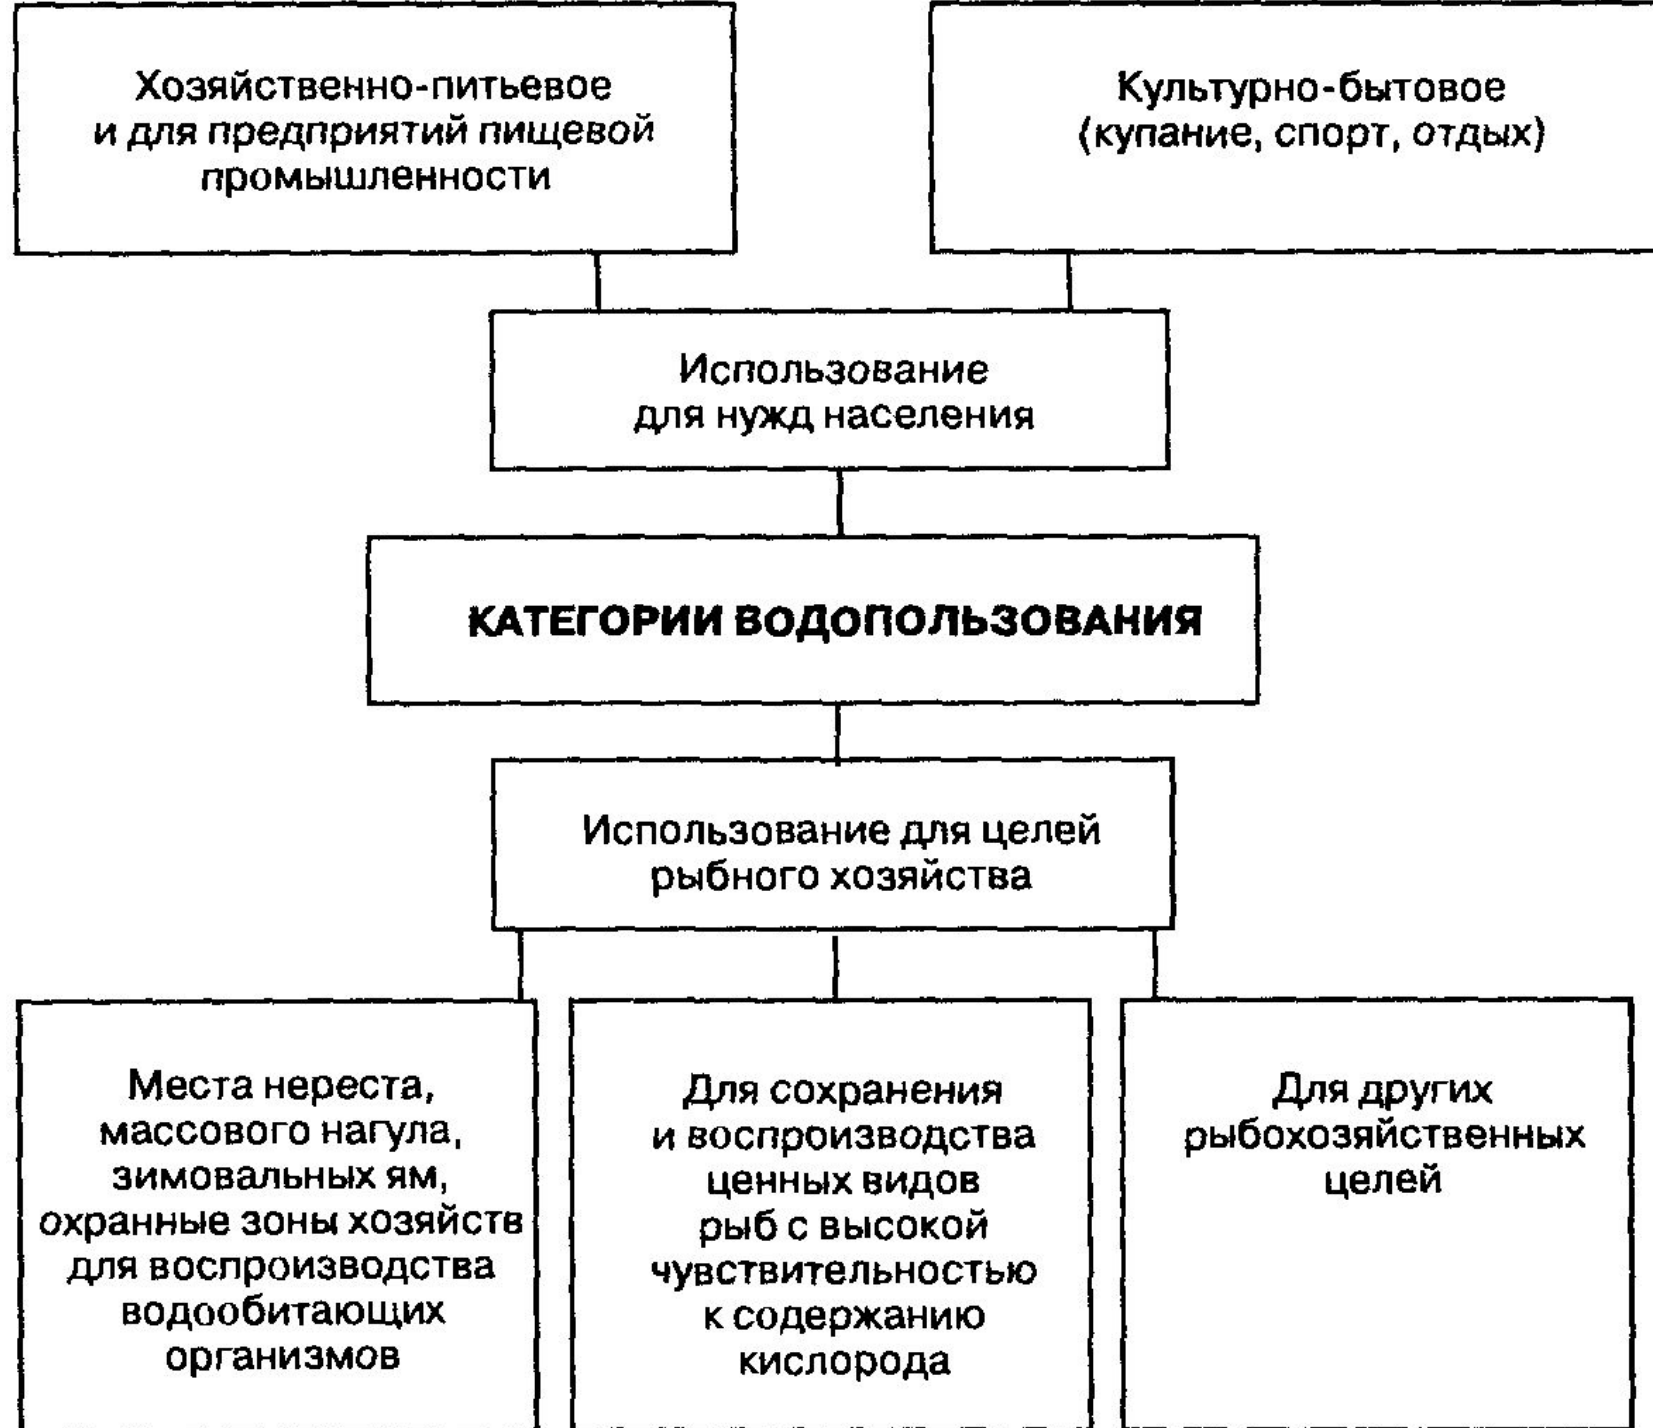 Хозяйственно-питьевое
и для предприятий пищевой
промышленности
Культурно-бытовое
(купание, спорт, отдых)
Использование
для нужд населения
КАТЕГОРИИ ВОДОПОЛЬЗОВАНИЯ
Использование для целей
рыбного хозяйства
Места нереста,
массового нагула,
зимовальных ям,
охранные зоны хозяйств
для воспроизводства
водообитающих
организмов
Для сохранения
и воспроизводства
ценных видов
рыб с высокой
чувствительностью
к содержанию
кислорода
Для других
рыбохозяйственных
целей